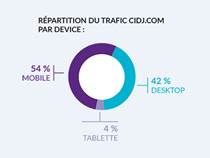 RÉPARTITION DU TRAFIC CIDJ.COM
PAR DEVICE :
54 %
MOBILE
42 %
DESKTOP
4 %
TABLETTE